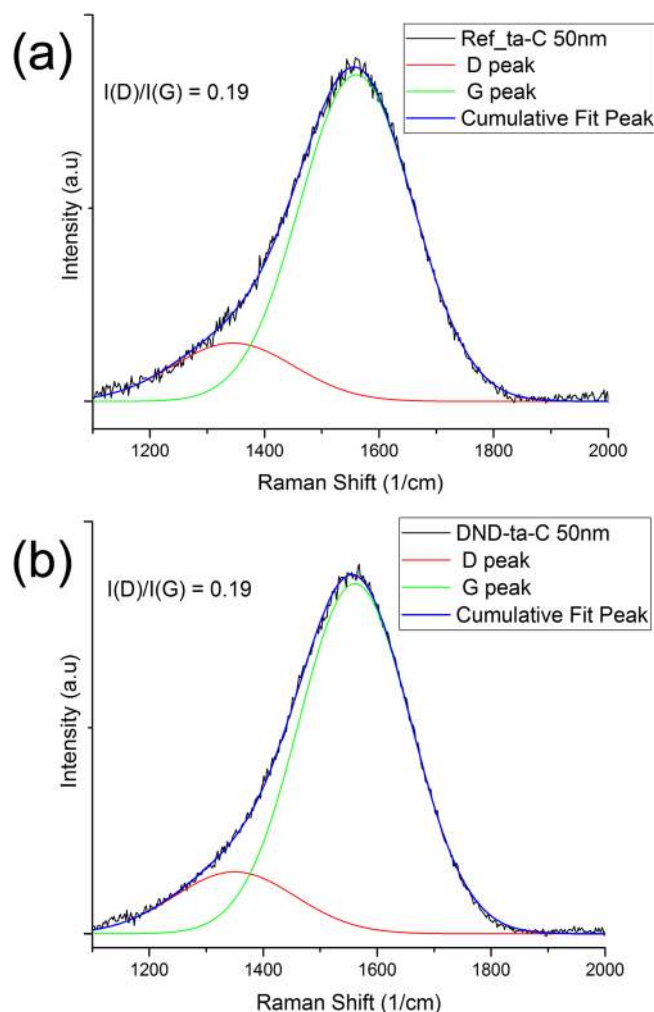 (a)
I(D)/I(G) = 0.19
Ref_ta-C 50nm
D peak
G peak
Cumulative Fit Peak
Intensity (a.u)
1200 1400 1600 1800 2000
Raman Shift (1/cm)
(b)
I(D)/I(G) = 0.19
DND-ta-C 50nm
D peak
G peak
Cumulative Fit Peak
Intensity (a.u)
1200 1400 1600 1800 2000
Raman Shift (1/cm)